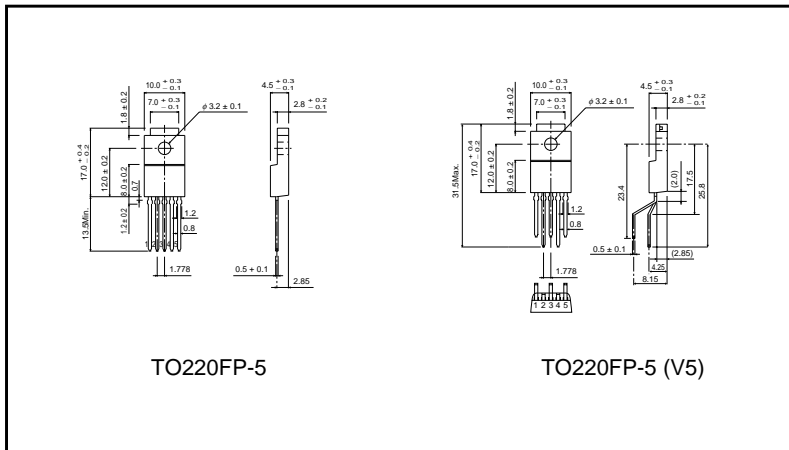 10.0 +0.3 −0.1
7.0 +0.3 −0.1
φ3.2 ± 0.1
1.8 ± 0.2
17.0 +0.4 −0.2
12.0 ± 0.2
8.0 ± 0.2
0.7
13.5Min.
1.2 ± 0.2
1.2
0.8
1 2 3 4 5
1.778
4.5 +0.3 −0.1
2.8 +0.2 −0.1
0.5 + 0.1
2.85
TO220FP-5
10.0 +0.3 −0.1
7.0 +0.3 −0.1
φ3.2 ± 0.1
1.8 ± 0.2
31.5Max.
17.0 +0.4 −0.2
12.0 ± 0.2
8.0 ± 0.2
1.2
0.8
1.778
1 2 3 4 5
4.5 +0.3 −0.1
2.8 +0.2 −0.1
23.4
(2.0)
17.5
25.8
0.5 ± 0.1
(2.85)
4.25
8.15
TO220FP-5 (V5)